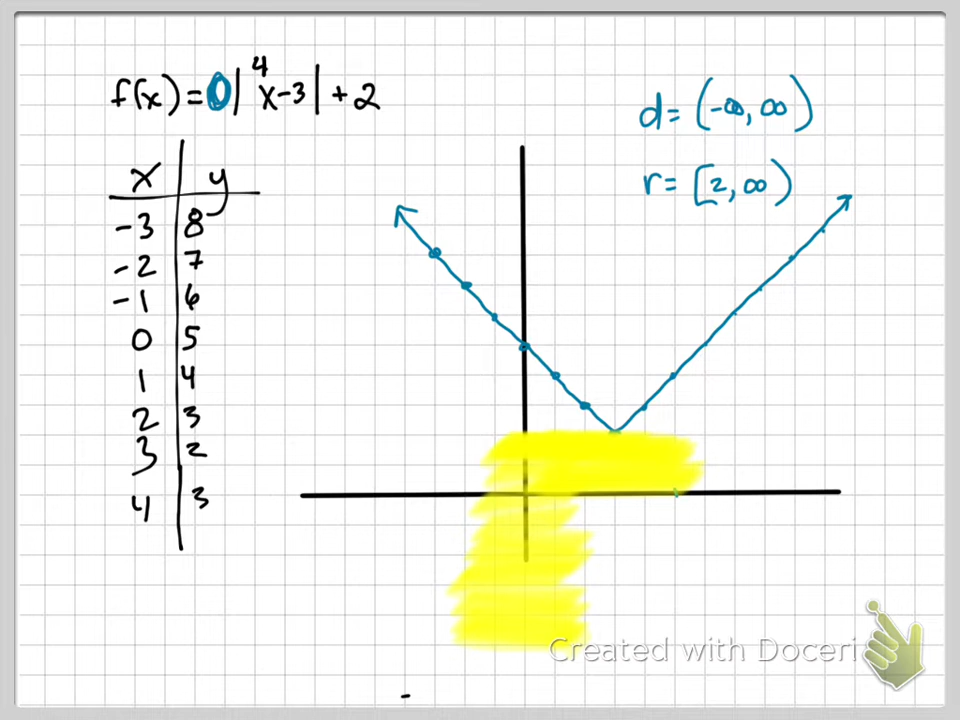 4
f(x) = 0| x-3| + 2
d = (-∞, ∞)
r = [2, ∞)
x y
-3 8
-2 7
-1 6
0 5
1 4
2 3
3 2
4 3
Created with Doceri